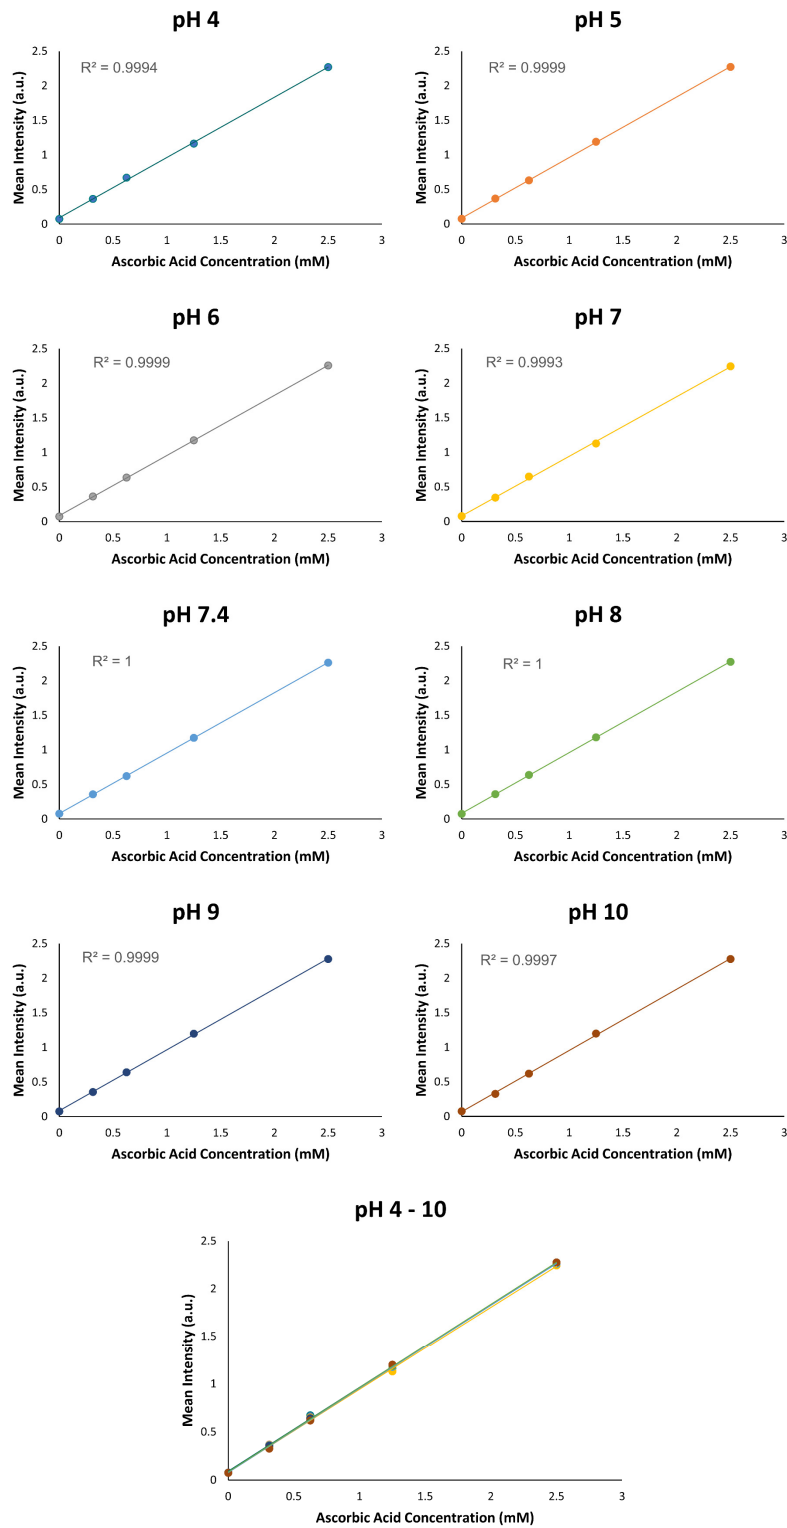 pH 4
R² = 0.9994
Mean Intensity (a.u.)
2.5
2
1.5
1
0.5
0
0 0.5 1 1.5 2 2.5 3
Ascorbic Acid Concentration (mM)
pH 5
R² = 0.9999
Mean Intensity (a.u.)
2.5
2
1.5
1
0.5
0
0 0.5 1 1.5 2 2.5 3
Ascorbic Acid Concentration (mM)
pH 6
R² = 0.9999
Mean Intensity (a.u.)
2.5
2
1.5
1
0.5
0
0 0.5 1 1.5 2 2.5 3
Ascorbic Acid Concentration (mM)
pH 7
R² = 0.9993
Mean Intensity (a.u.)
2.5
2
1.5
1
0.5
0
0 0.5 1 1.5 2 2.5 3
Ascorbic Acid Concentration (mM)
pH 7.4
R² = 1
Mean Intensity (a.u.)
2.5
2
1.5
1
0.5
0
0 0.5 1 1.5 2 2.5 3
Ascorbic Acid Concentration (mM)
pH 8
R² = 1
Mean Intensity (a.u.)
2.5
2
1.5
1
0.5
0
0 0.5 1 1.5 2 2.5 3
Ascorbic Acid Concentration (mM)
pH 9
R² = 0.9999
Mean Intensity (a.u.)
2.5
2
1.5
1
0.5
0
0 0.5 1 1.5 2 2.5 3
Ascorbic Acid Concentration (mM)
pH 10
R² = 0.9997
Mean Intensity (a.u.)
2.5
2
1.5
1
0.5
0
0 0.5 1 1.5 2 2.5 3
Ascorbic Acid Concentration (mM)
pH 4 - 10
Mean Intensity (a.u.)
2.5
2
1.5
1
0.5
0
0 0.5 1 1.5 2 2.5 3
Ascorbic Acid Concentration (mM)